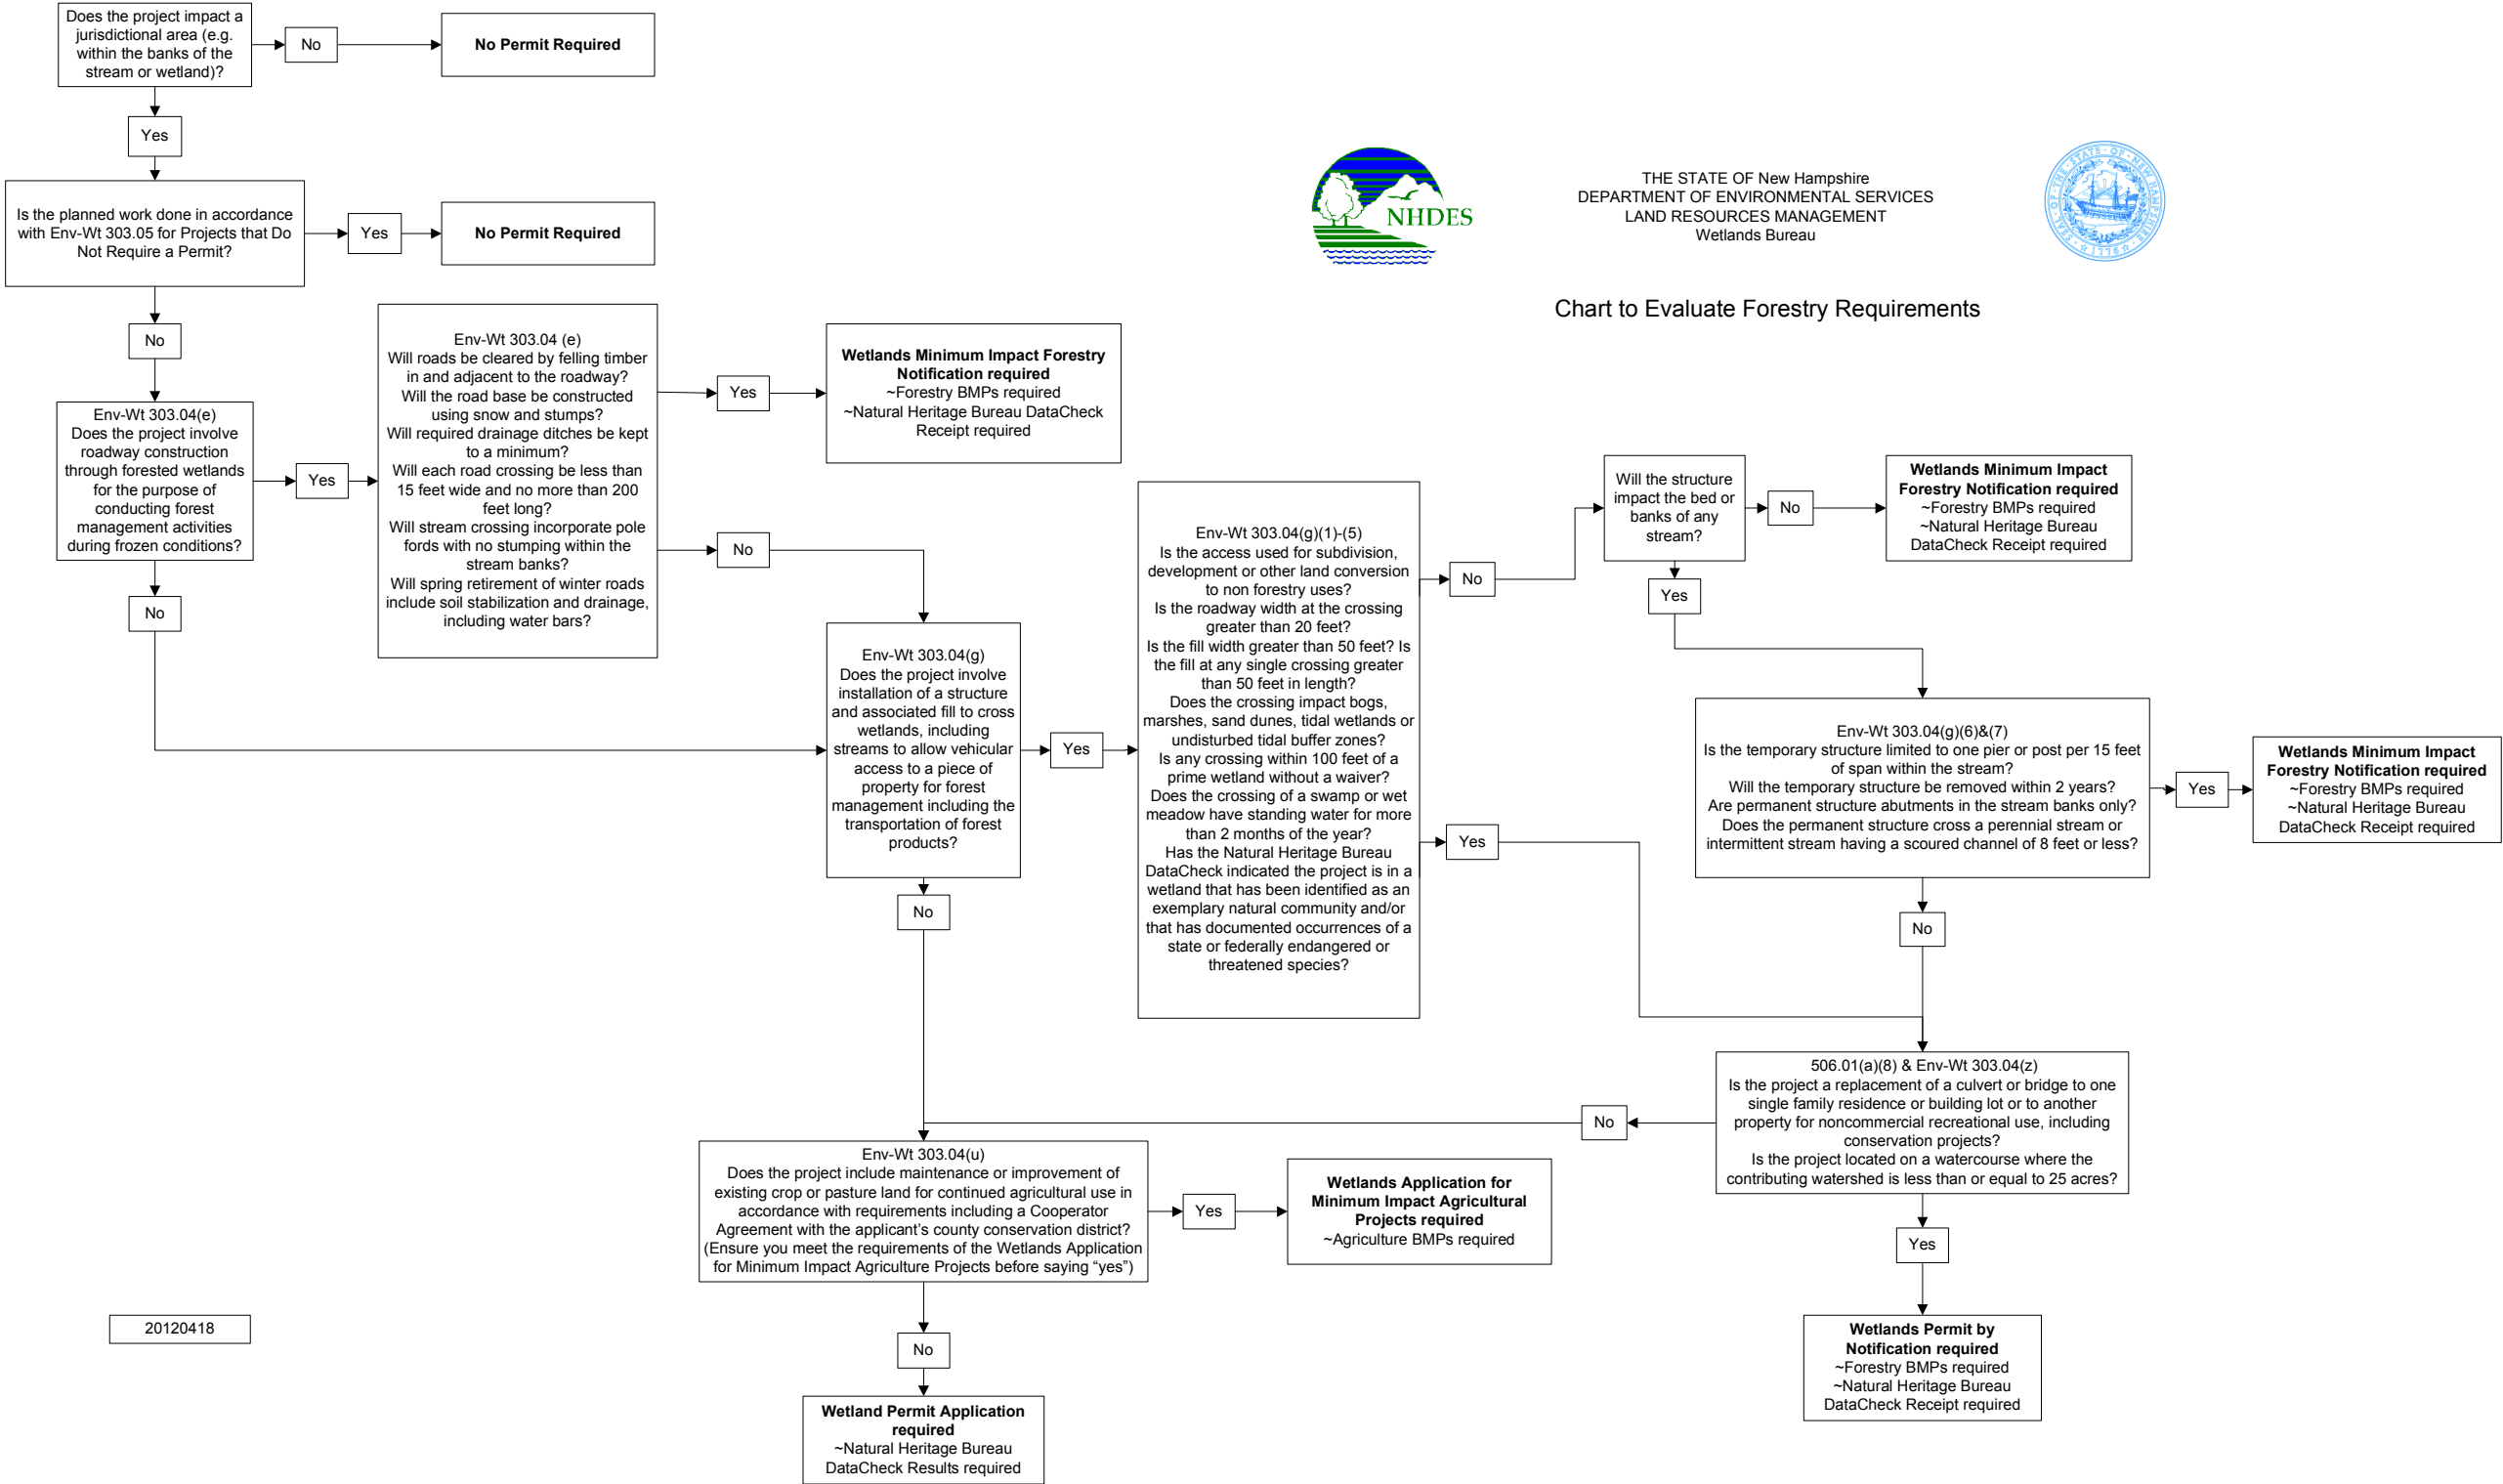 Does the project impact a
jurisdictional area (e.g.
within the banks of the
stream or wetland)?
No
No Permit Required
Yes
Is the planned work done in accordance
with Env-Wt 303.05 for Projects that Do
Not Require a Permit?
Yes
No Permit Required
NHDES
THE STATE OF New Hampshire
DEPARTMENT OF ENVIRONMENTAL SERVICES
LAND RESOURCES MANAGEMENT
Wetlands Bureau
SEAL · OF · THE · STATE · OF · NEW HAMPSHIRE
1776
Chart to Evaluate Forestry Requirements
No
Env-Wt 303.04(e)
Does the project involve
roadway construction
through forested wetlands
for the purpose of
conducting forest
management activities
during frozen conditions?
Yes
No
Env-Wt 303.04 (e)
Will roads be cleared by felling timber
in and adjacent to the roadway?
Will the road base be constructed
using snow and stumps?
Will required drainage ditches be kept
to a minimum?
Will each road crossing be less than
15 feet wide and no more than 200
feet long?
Will stream crossing incorporate pole
fords with no stumping within the
stream banks?
Will spring retirement of winter roads
include soil stabilization and drainage,
including water bars?
Yes
Wetlands Minimum Impact Forestry
Notification required
~Forestry BMPs required
~Natural Heritage Bureau DataCheck
Receipt required
No
Env-Wt 303.04(g)
Does the project involve
installation of a structure
and associated fill to cross
wetlands, including
streams to allow vehicular
access to a piece of
property for forest
management including the
transportation of forest
products?
Yes
No
Env-Wt 303.04(g)(1)-(5)
Is the access used for subdivision,
development or other land conversion
to non forestry uses?
Is the roadway width at the crossing
greater than 20 feet?
Is the fill width greater than 50 feet? Is
the fill at any single crossing greater
than 50 feet in length?
Does the crossing impact bogs,
marshes, sand dunes, tidal wetlands or
undisturbed tidal buffer zones?
Is any crossing within 100 feet of a
prime wetland without a waiver?
Does the crossing of a swamp or wet
meadow have standing water for more
than 2 months of the year?
Has the Natural Heritage Bureau
DataCheck indicated the project is in a
wetland that has been identified as an
exemplary natural community and/or
that has documented occurrences of a
state or federally endangered or
threatened species?
No
Yes
Will the structure
impact the bed or
banks of any
stream?
No
Wetlands Minimum Impact
Forestry Notification required
~Forestry BMPs required
~Natural Heritage Bureau
DataCheck Receipt required
Yes
Env-Wt 303.04(g)(6)&(7)
Is the temporary structure limited to one pier or post per 15 feet
of span within the stream?
Will the temporary structure be removed within 2 years?
Are permanent structure abutments in the stream banks only?
Does the permanent structure cross a perennial stream or
intermittent stream having a scoured channel of 8 feet or less?
Yes
Wetlands Minimum Impact
Forestry Notification required
~Forestry BMPs required
~Natural Heritage Bureau
DataCheck Receipt required
No
506.01(a)(8) & Env-Wt 303.04(z)
Is the project a replacement of a culvert or bridge to one
single family residence or building lot or to another
property for noncommercial recreational use, including
conservation projects?
Is the project located on a watercourse where the
contributing watershed is less than or equal to 25 acres?
No
Yes
Wetlands Permit by
Notification required
~Forestry BMPs required
~Natural Heritage Bureau
DataCheck Receipt required
Env-Wt 303.04(u)
Does the project include maintenance or improvement of
existing crop or pasture land for continued agricultural use in
accordance with requirements including a Cooperator
Agreement with the applicant’s county conservation district?
(Ensure you meet the requirements of the Wetlands Application
for Minimum Impact Agriculture Projects before saying “yes”)
Yes
Wetlands Application for
Minimum Impact Agricultural
Projects required
~Agriculture BMPs required
No
Wetland Permit Application
required
~Natural Heritage Bureau
DataCheck Results required
20120418